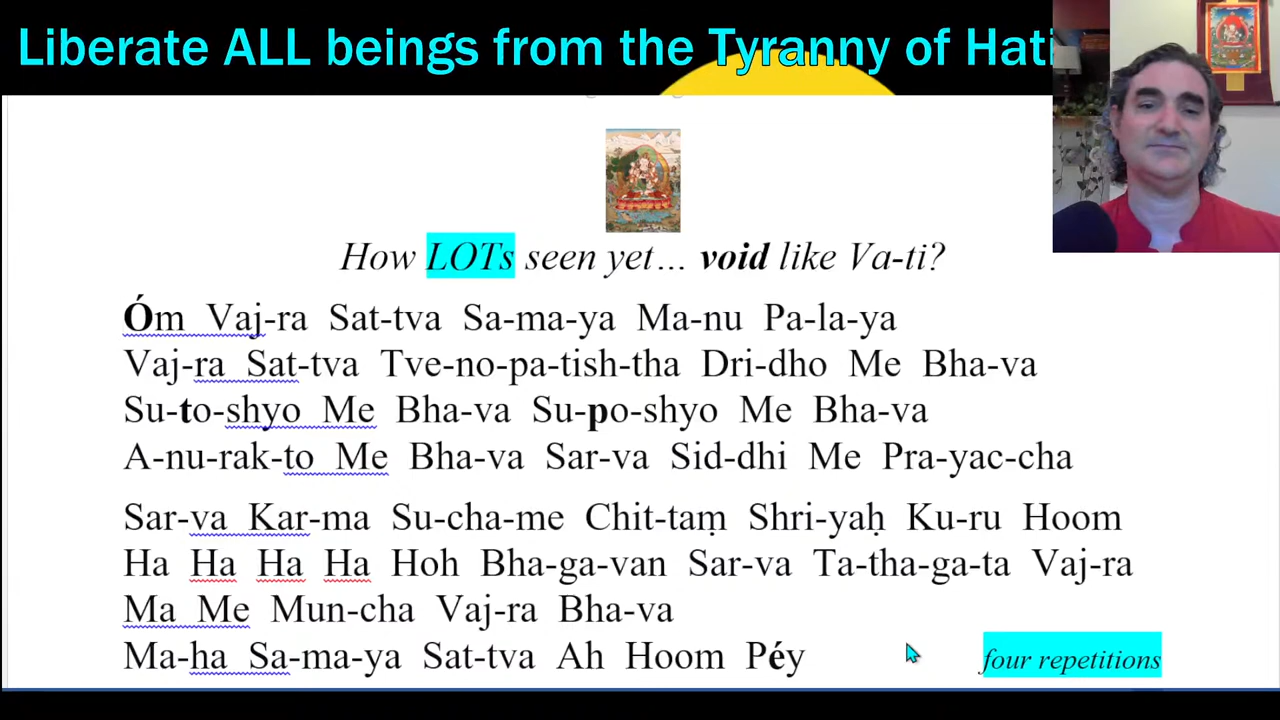 Liberate ALL beings from the Tyranny of Hati
How LOTs seen yet… void like Va-ti?
Óm Vaj-ra Sat-tva Sa-ma-ya Ma-nu Pa-la-ya
Vaj-ra Sat-tva Tve-no-pa-tish-tha Dri-dho Me Bha-va
Su-to-shyo Me Bha-va Su-po-shyo Me Bha-va
A-nu-rak-to Me Bha-va Sar-va Sid-dhi Me Pra-yac-cha
Sar-va Kar-ma Su-cha-me Chit-taṃ Shri-yaḥ Ku-ru Hoom
Ha Ha Ha Ha Hoh Bha-ga-van Sar-va Ta-tha-ga-ta Vaj-ra
Ma Me Mun-cha Vaj-ra Bha-va
Ma-ha Sa-ma-ya Sat-tva Ah Hoom Péy
four repetitions